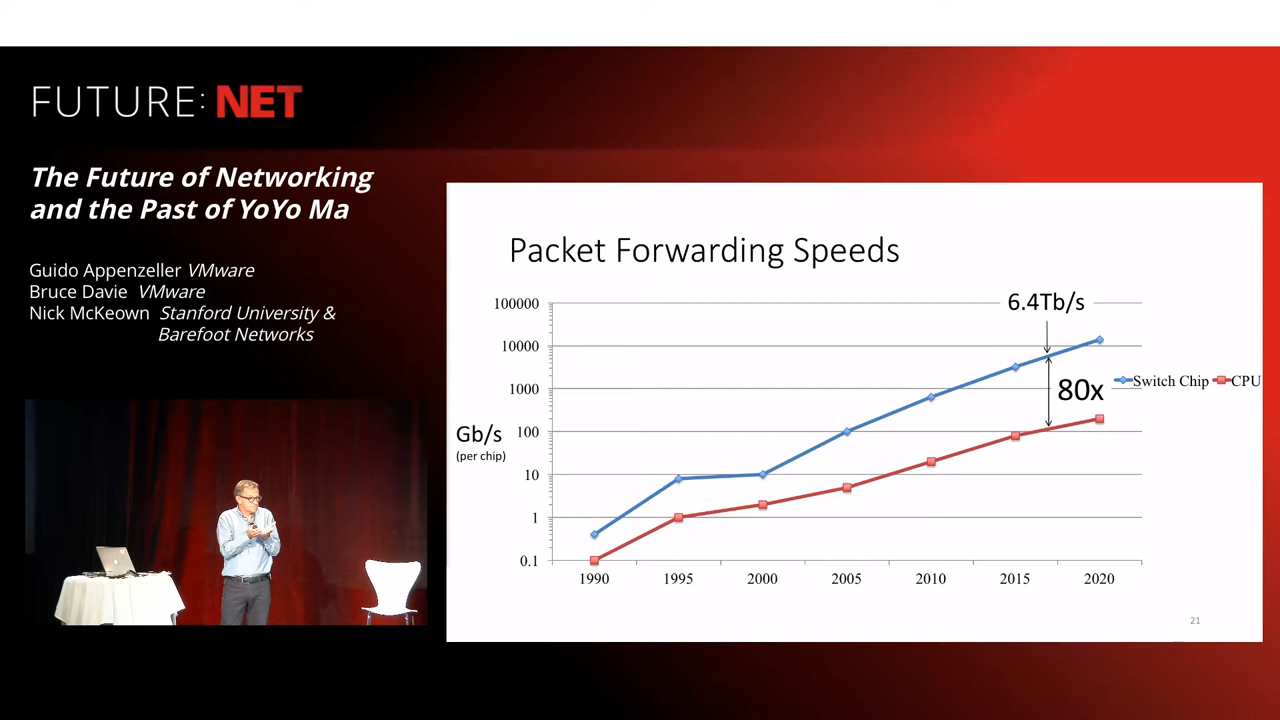 FUTURE: NET
The Future of Networking
and the Past of YoYo Ma
Guido Appenzeller VMware
Bruce Davie VMware
Nick McKeown Stanford University &
Barefoot Networks
Packet Forwarding Speeds
6.4Tb/s
80x
Gb/s
(per chip)
100000
10000
1000
100
10
1
0.1
1990 1995 2000 2005 2010 2015 2020
Switch Chip CPU
21